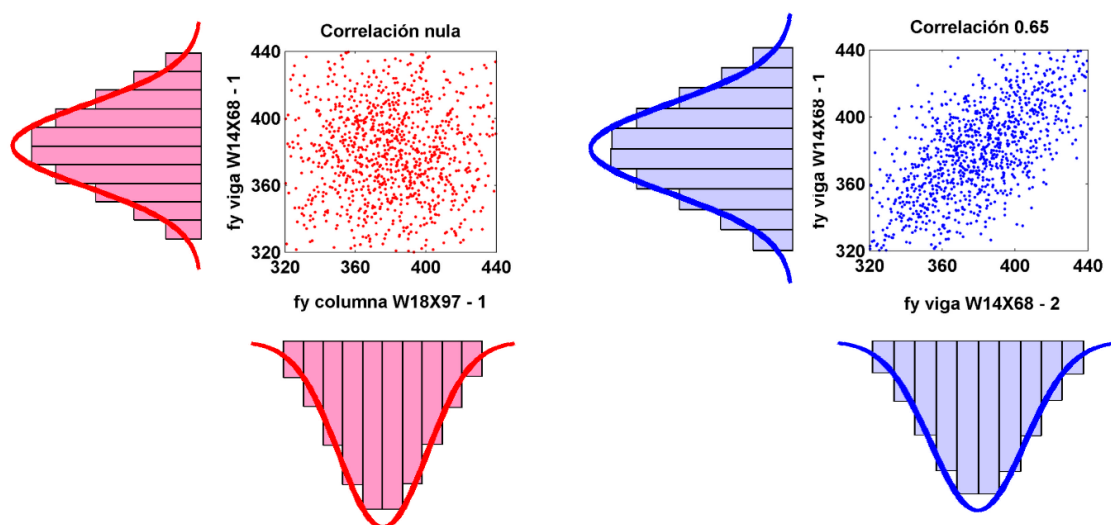 Correlación nula
440
400
360
320
fy viga W14X68 - 1
320 360 400 440
fy columna W18X97 - 1
Correlación 0.65
440
400
360
320
fy viga W14X68 - 1
320 360 400 440
fy viga W14X68 - 2